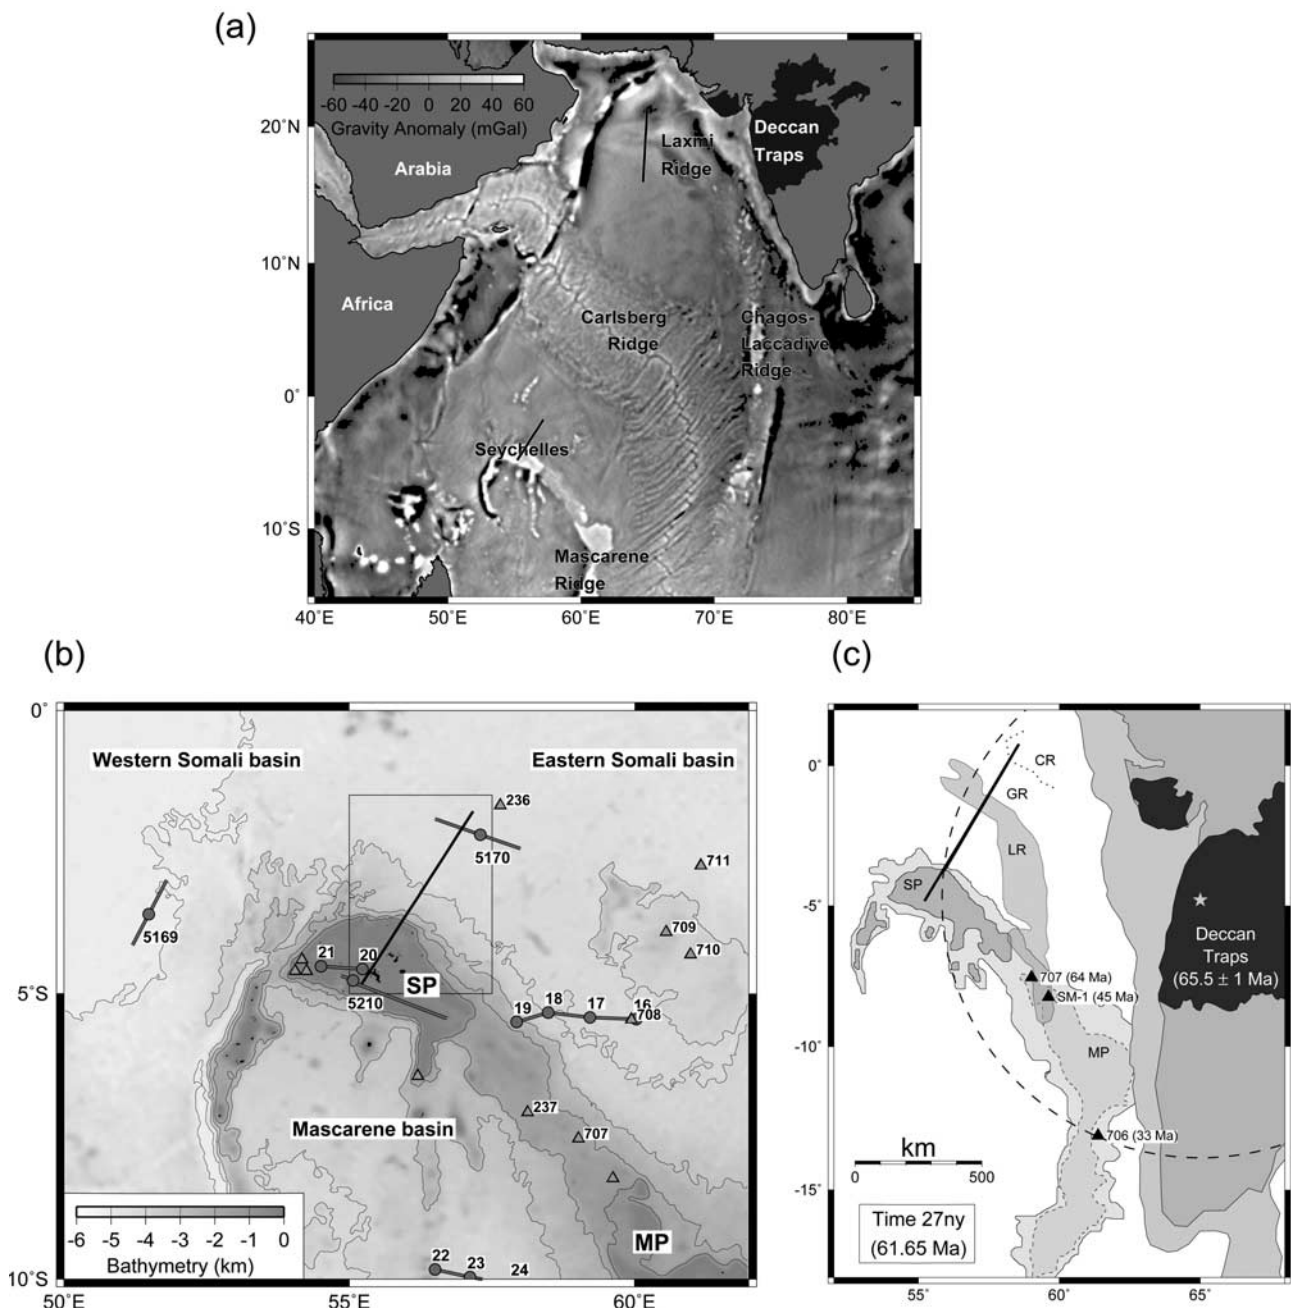 (a)
-60 -40 -20 0 20 40 60
Gravity Anomaly (mGal)
20°N
10°N
0°
10°S
40°E 50°E 60°E 70°E 80°E
Arabia
Africa
Laxmi
Ridge
Deccan
Traps
Carlsberg
Ridge
Chagos-
Laccadive
Ridge
Seychelles
Mascarene
Ridge
(b)
0°
5°S
10°S
50°E 55°E 60°E
Western Somali basin
Eastern Somali basin
236
5170
711
5169
709
710
21
20
SP
5210
19
18
17
16
708
237
Mascarene basin
707
MP
22
23
24
-6 -5 -4 -3 -2 -1 0
Bathymetry (km)
(c)
0°
-5°
-10°
-15°
55° 60° 65°
CR
GR
LR
SP
Deccan
Traps
(65.5 ± 1 Ma)
707 (64 Ma)
SM-1 (45 Ma)
MP
706 (33 Ma)
km
0 500
Time 27ny
(61.65 Ma)